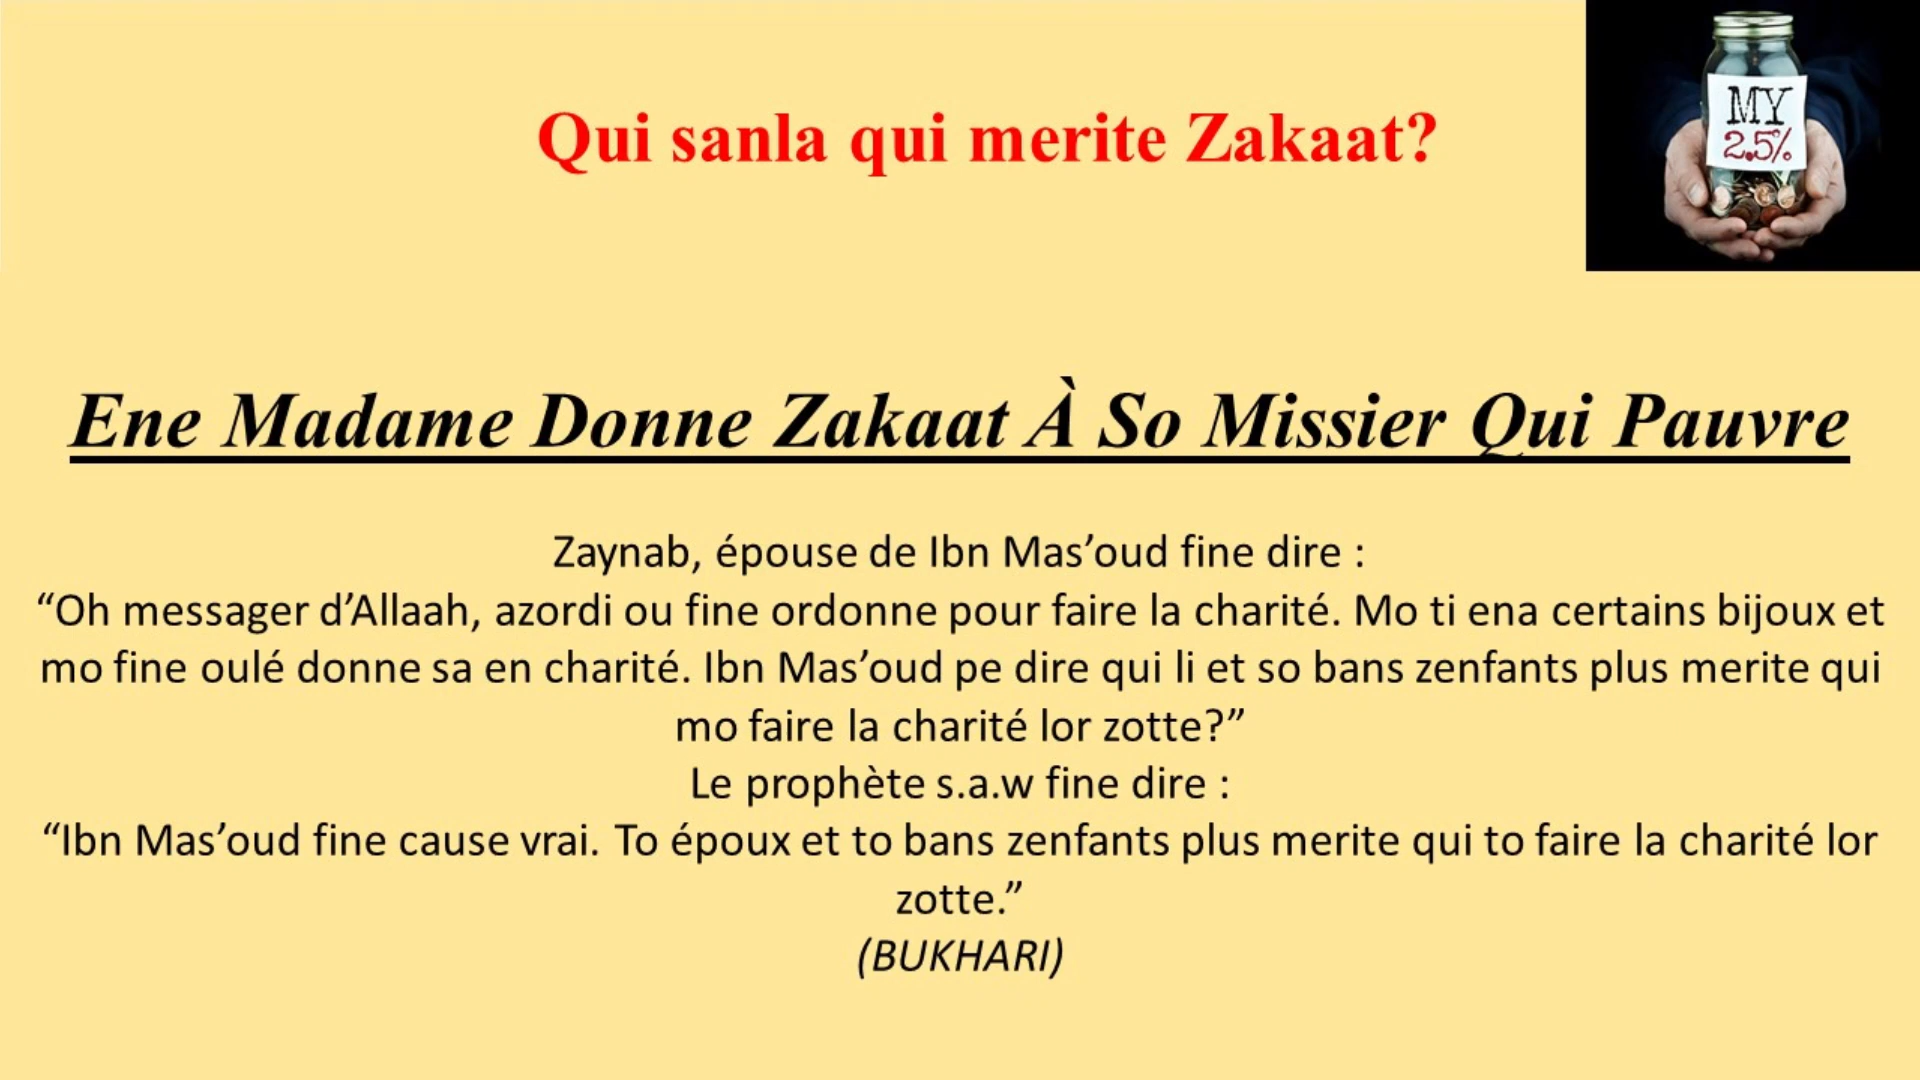 MY
2.5%
Qui sanla qui merite Zakaat?
Ene Madame Donne Zakaat À So Missier Qui Pauvre
Zaynab, épouse de Ibn Mas’oud fine dire :
“Oh messager d’Allaah, azordi ou fine ordonne pour faire la charité. Mo ti ena certains bijoux et
mo fine oulé donne sa en charité. Ibn Mas’oud pe dire qui li et so bans zenfants plus merite qui
mo faire la charité lor zotte?”
Le prophète s.a.w fine dire :
“Ibn Mas’oud fine cause vrai. To époux et to bans zenfants plus merite qui to faire la charité lor
zotte.”
(BUKHARI)